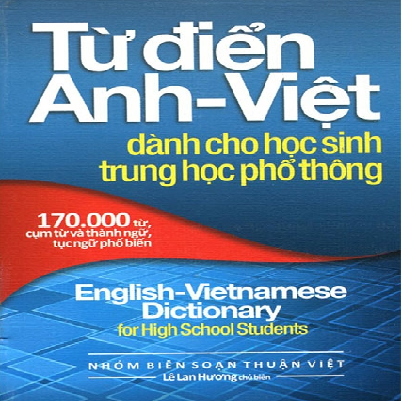 Từ điển
Anh-Việt
dành cho học sinh
trung học phổ thông
170.000 từ,
cụm từ và thành ngữ,
tục ngữ phổ biến
English-Vietnamese
Dictionary
for High School Students
NHÓM BIÊN SOẠN THUẬN VIỆT
Lê Lan Hương chủ biên